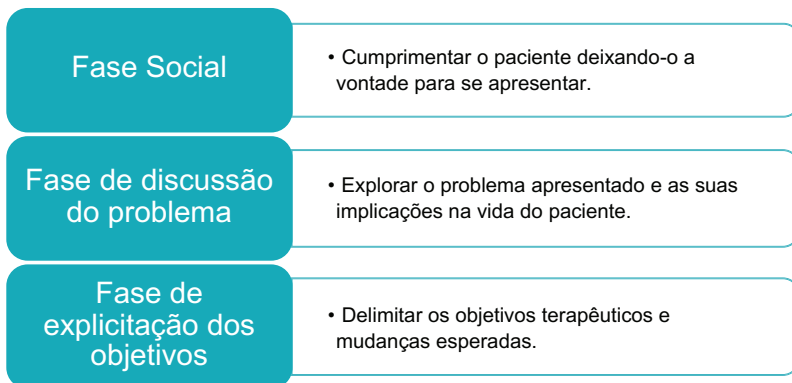 Fase Social
• Cumprimentar o paciente deixando-o a
vontade para se apresentar.
Fase de discussão
do problema
• Explorar o problema apresentado e as suas
implicações na vida do paciente.
Fase de
explicitação dos
objetivos
• Delimitar os objetivos terapêuticos e
mudanças esperadas.